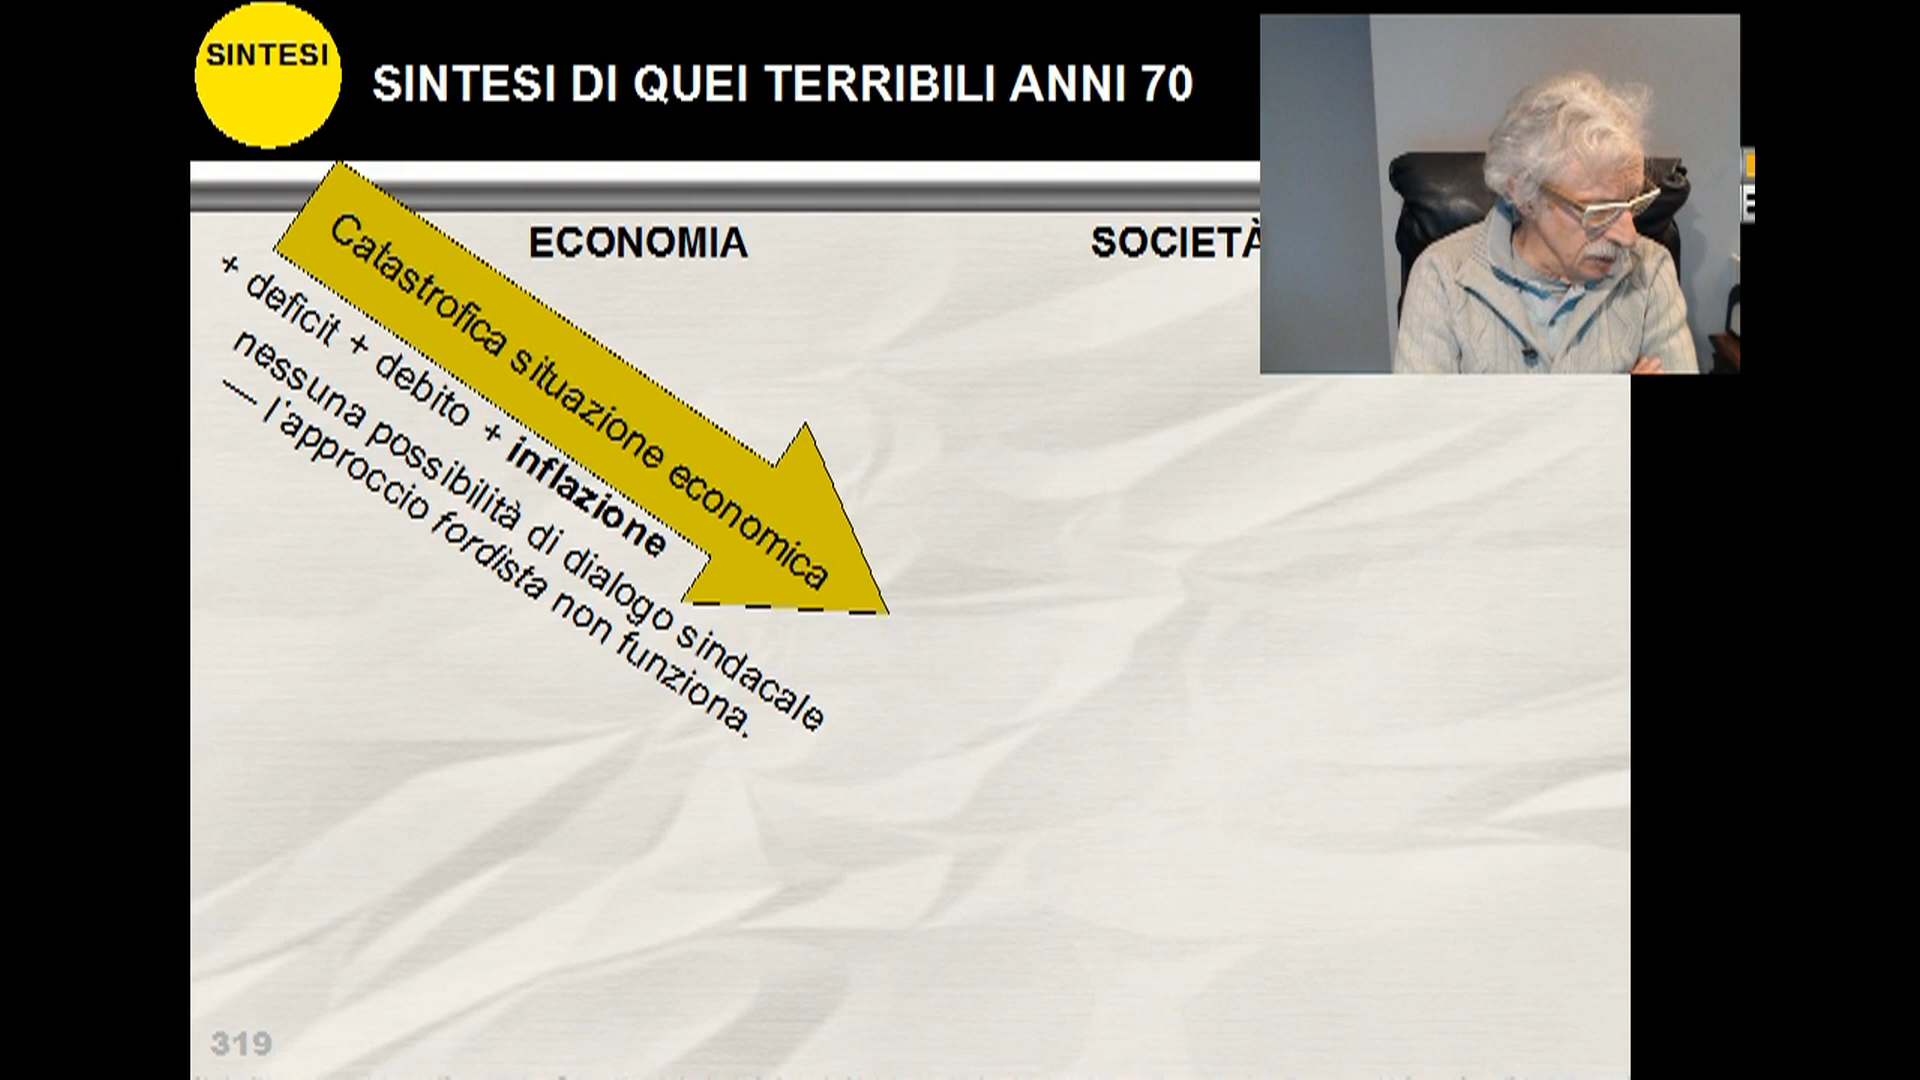 SINTESI
SINTESI DI QUEI TERRIBILI ANNI 70
ECONOMIA
SOCIETÀ
Catastrofica situazione economica
+ deficit + debito + inflazione
nessuna possibilità di dialogo sindacale
— l'approccio fordista non funziona.
319